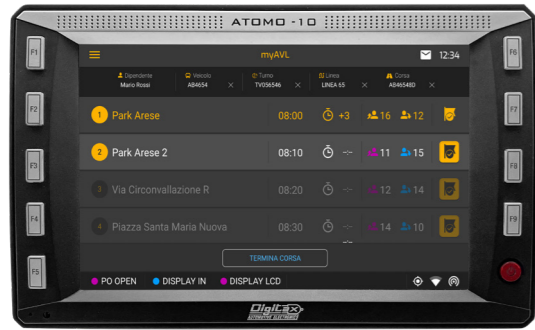 ATOMO - 10
F1
F2
F3
F4
F5
F6
F7
F8
F9
myAVL
12:34
Dipendente
Mario Rossi
Veicolo
AB4654
Turno
TV056546
Linea
LINEA 65
Corsa
AB46548D
1 Park Arese 08:00 +3 16 12
2 Park Arese 2 08:10 -:- 11 15
3 Via Circonvallazione R 08:20 -:- 12 14
4 Piazza Santa Maria Nuova 08:30 -:- 14 10
TERMINA CORSA
PO OPEN DISPLAY IN DISPLAY LCD
Digitax
AUTOMOTIVE ELECTRONICS